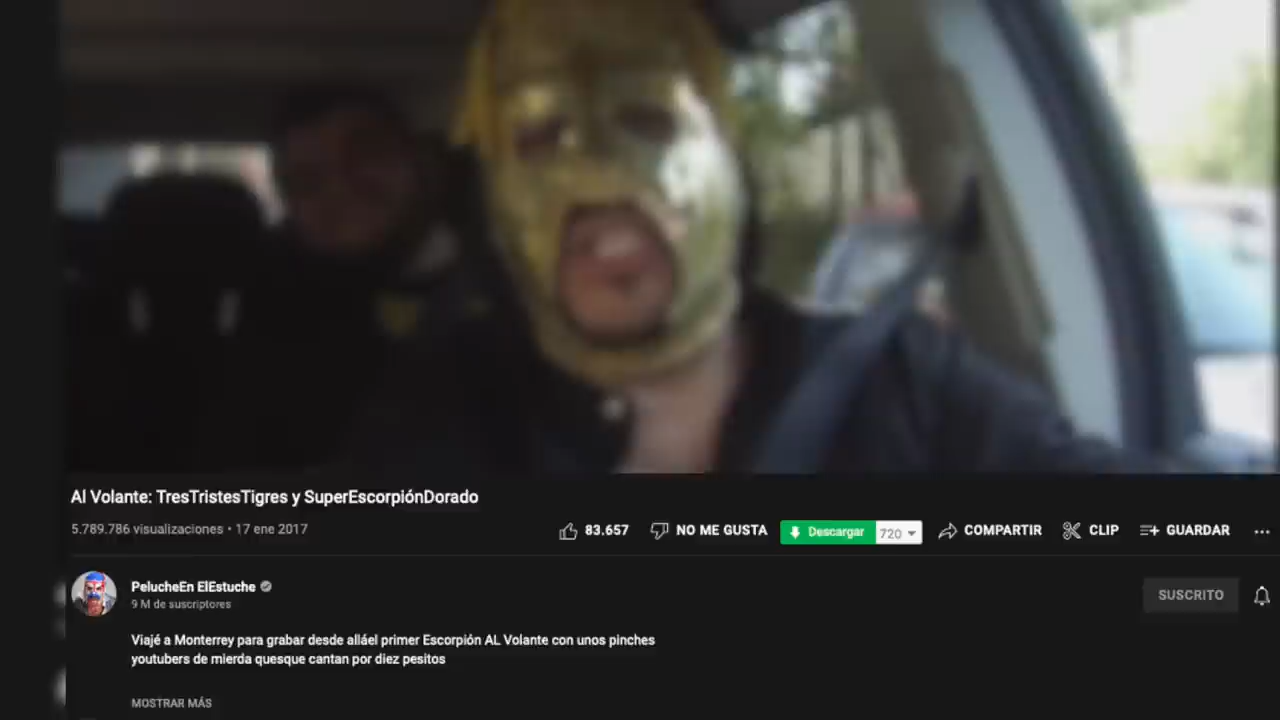 Al Volante: TresTristesTigres y SuperEscorpiónDorado
5.789.786 visualizaciones • 17 ene 2017
83.657
NO ME GUSTA
Descargar
720
COMPARTIR
CLIP
GUARDAR
PelucheEn ElEstuche
9 M de suscriptores
SUSCRITO
Viajé a Monterrey para grabar desde alláel primer Escorpión AL Volante con unos pinches
youtubers de mierda quesque cantan por diez pesitos
MOSTRAR MÁS